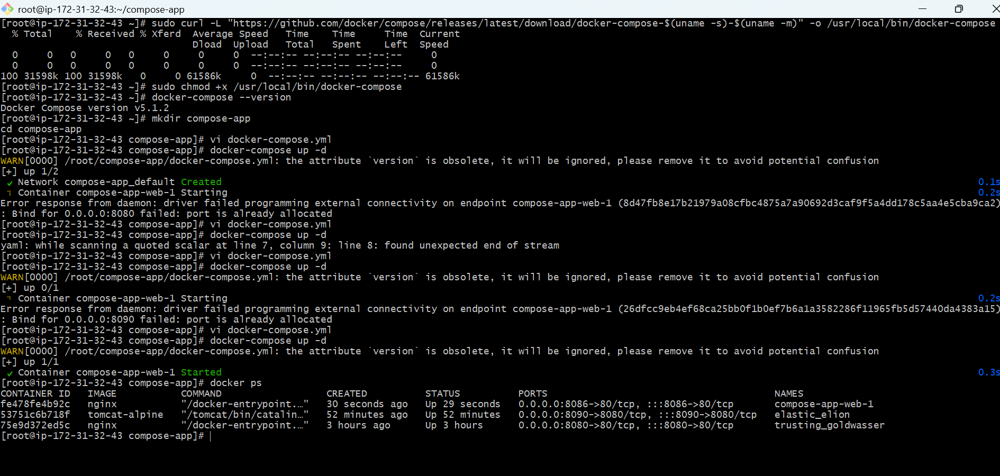 root@ip-172-31-32-43:~/compose-app
[root@ip-172-31-32-43 ~]# sudo curl -L "https://github.com/docker/compose/releases/latest/download/docker-compose-$(uname -s)-$(uname -m)" -o /usr/local/bin/docker-compose
  % Total    % Received % Xferd  Average Speed   Time    Time     Time  Current
                                 Dload  Upload   Total   Spent    Left  Speed
  0     0   0     0   0     0     0     0  --:--:-- --:--:-- --:--:--     0
  0     0   0     0   0     0     0     0  --:--:-- --:--:-- --:--:--     0
100 31598k 100 31598k   0     0 61586k     0  --:--:-- --:--:-- --:--:-- 61586k
[root@ip-172-31-32-43 ~]# sudo chmod +x /usr/local/bin/docker-compose
[root@ip-172-31-32-43 ~]# docker-compose --version
Docker Compose version v5.1.2
[root@ip-172-31-32-43 ~]# mkdir compose-app
cd compose-app
[root@ip-172-31-32-43 compose-app]# vi docker-compose.yml
[root@ip-172-31-32-43 compose-app]# docker-compose up -d
WARN[0000] /root/compose-app/docker-compose.yml: the attribute `version` is obsolete, it will be ignored, please remove it to avoid potential confusion
[+] up 1/2
 ✔ Network compose-app_default Created 0.1s
 ⠹ Container compose-app-web-1 Starting 0.2s
Error response from daemon: driver failed programming external connectivity on endpoint compose-app-web-1 (8d47fb8e17b21979a08cfbc4875a7a90692d3caf9f5a4dd178c5aa4e5cba9ca2)
: Bind for 0.0.0.0:8080 failed: port is already allocated
[root@ip-172-31-32-43 compose-app]# vi docker-compose.yml
[root@ip-172-31-32-43 compose-app]# docker-compose up -d
yaml: while scanning a quoted scalar at line 7, column 9: line 8: found unexpected end of stream
[root@ip-172-31-32-43 compose-app]# vi docker-compose.yml
[root@ip-172-31-32-43 compose-app]# docker-compose up -d
WARN[0000] /root/compose-app/docker-compose.yml: the attribute `version` is obsolete, it will be ignored, please remove it to avoid potential confusion
[+] up 0/1
 ⠙ Container compose-app-web-1 Starting 0.2s
Error response from daemon: driver failed programming external connectivity on endpoint compose-app-web-1 (26dfcc9eb4ef68ca25bb0f1b0ef7b6a1a3582286f11965fb5d57440da4383a15)
: Bind for 0.0.0.0:8090 failed: port is already allocated
[root@ip-172-31-32-43 compose-app]# vi docker-compose.yml
[root@ip-172-31-32-43 compose-app]# docker-compose up -d
WARN[0000] /root/compose-app/docker-compose.yml: the attribute `version` is obsolete, it will be ignored, please remove it to avoid potential confusion
[+] up 1/1
 ✔ Container compose-app-web-1 Started 0.3s
[root@ip-172-31-32-43 compose-app]# docker ps
CONTAINER ID   IMAGE           COMMAND                  CREATED          STATUS          PORTS                                       NAMES
fe478fe4b92c   nginx           "/docker-entrypoint.…"   30 seconds ago   Up 29 seconds   0.0.0.0:8086->80/tcp, :::8086->80/tcp       compose-app-web-1
53751c6b718f   tomcat-alpine   "/tomcat/bin/catalin…"   52 minutes ago   Up 52 minutes   0.0.0.0:8090->8080/tcp, :::8090->8080/tcp   elastic_elion
75e9d372ed5c   nginx           "/docker-entrypoint.…"   3 hours ago      Up 3 hours      0.0.0.0:8080->80/tcp, :::8080->80/tcp       trusting_goldwasser
[root@ip-172-31-32-43 compose-app]#